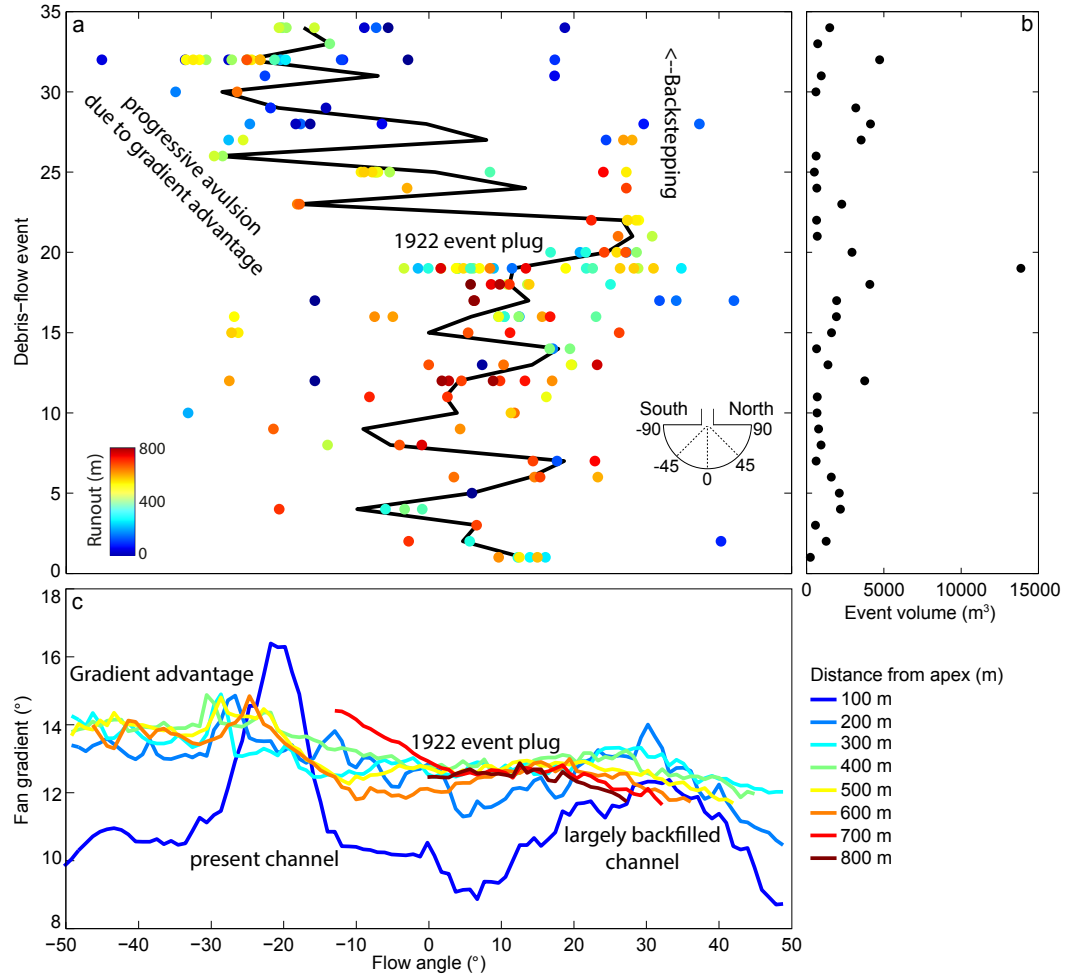 a
b
35
30
25
20
15
10
5
0
Debris−flow event
progressive avulsion
due to gradient advantage
<--Backstepping
1922 event plug
Runout (m)
800
400
0
South North
-90 90
-45 45
0
0 5000 10000 15000
Event volume (m³)
c
18
16
14
12
10
8
Fan gradient (°)
Gradient advantage
1922 event plug
present channel
largely backfilled
channel
−50 −40 −30 −20 −10 0 10 20 30 40 50
Flow angle (°)
Distance from apex (m)
100 m
200 m
300 m
400 m
500 m
600 m
700 m
800 m